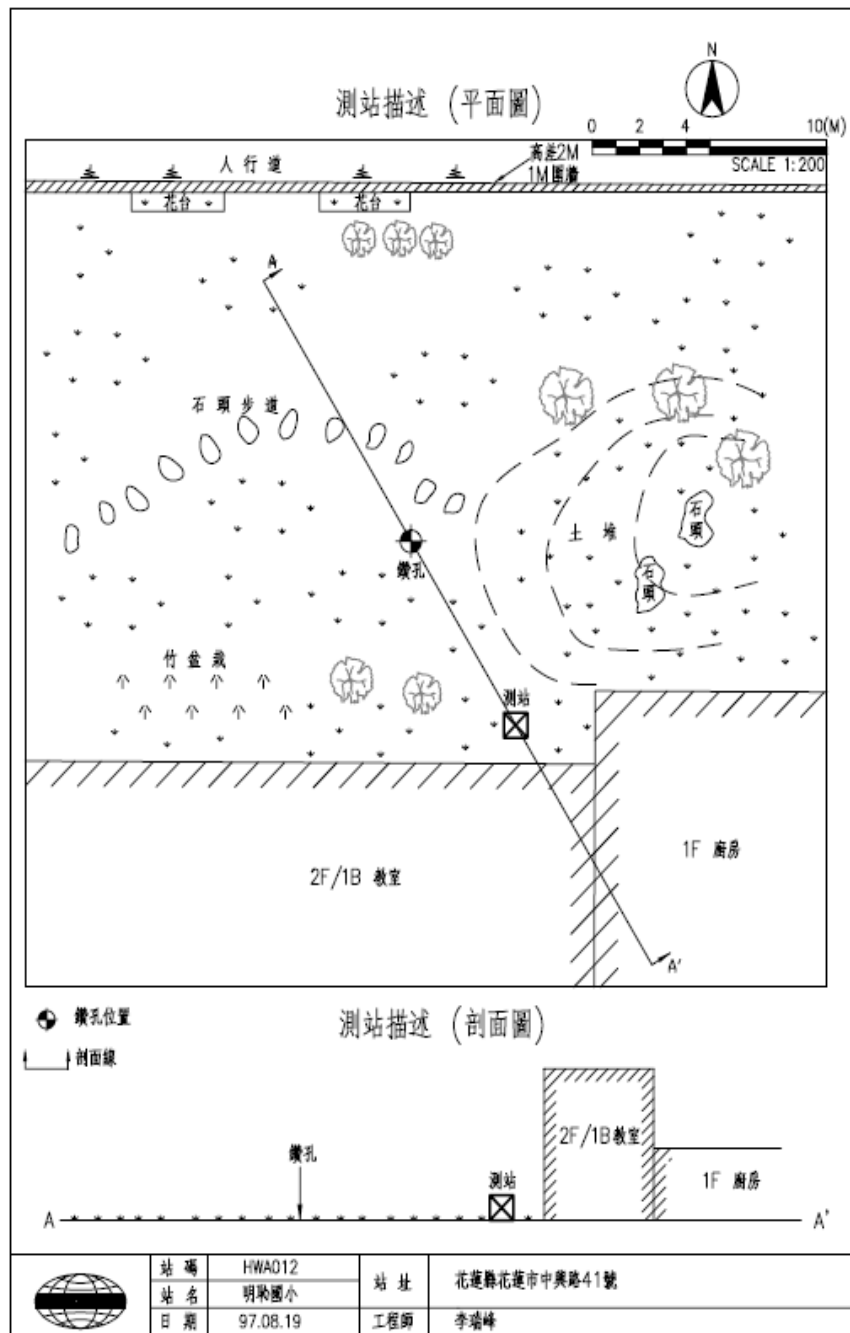 N
測站描述 (平面圖)
0 2 4 10(M)
SCALE 1:200
人行道
高差2M
1M圍牆
花台
花台
A
石頭步道
土堆
石頭
石頭
鑽孔
竹盆栽
測站
2F/1B 教室
1F 廚房
A'
鑽孔位置
測站描述 (剖面圖)
剖面線
鑽孔
測站
2F/1B教室
1F 廚房
A
A'
站碼 HWA012
站址 花蓮縣花蓮市中興路41號
站名 明恥國小
日期 97.08.19
工程師 李瑞峰